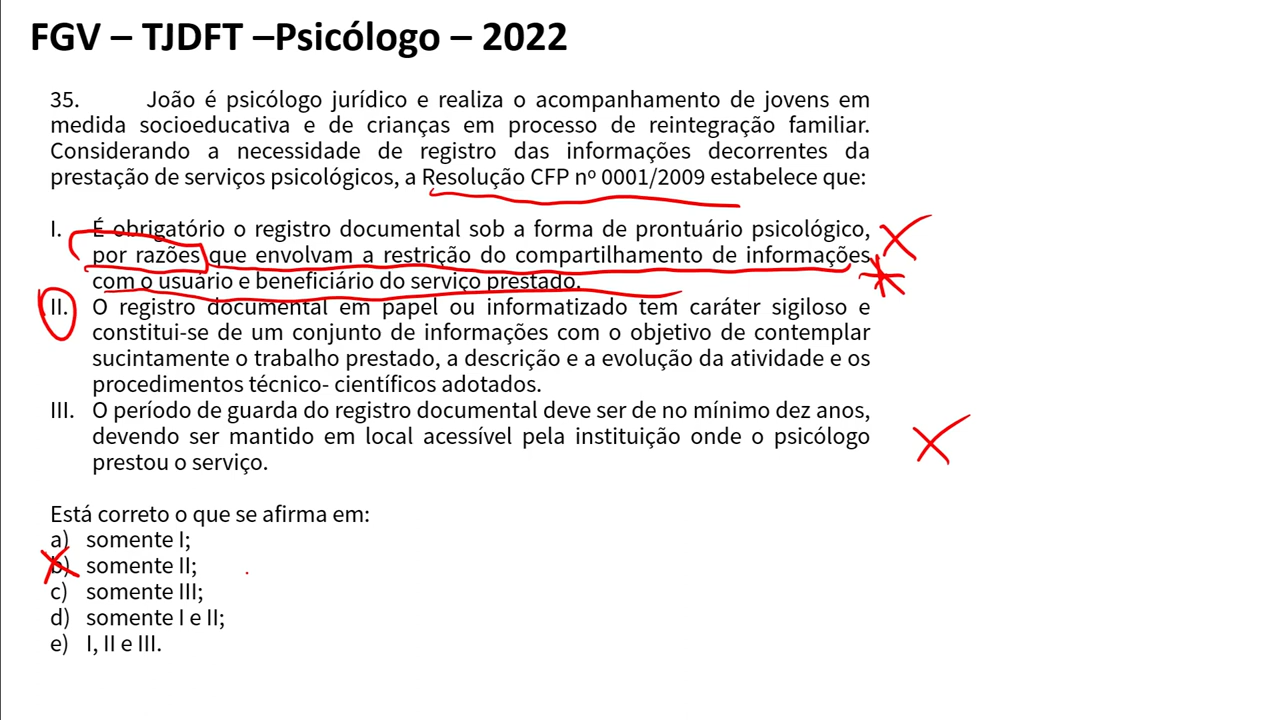 FGV – TJDFT –Psicólogo – 2022
35. João é psicólogo jurídico e realiza o acompanhamento de jovens em
medida socioeducativa e de crianças em processo de reintegração familiar.
Considerando a necessidade de registro das informações decorrentes da
prestação de serviços psicológicos, a Resolução CFP nº 0001/2009 estabelece que:
I. É obrigatório o registro documental sob a forma de prontuário psicológico,
por razões que envolvam a restrição do compartilhamento de informações
com o usuário e beneficiário do serviço prestado.
II. O registro documental em papel ou informatizado tem caráter sigiloso e
constitui-se de um conjunto de informações com o objetivo de contemplar
sucintamente o trabalho prestado, a descrição e a evolução da atividade e os
procedimentos técnico- científicos adotados.
III. O período de guarda do registro documental deve ser de no mínimo dez anos,
devendo ser mantido em local acessível pela instituição onde o psicólogo
prestou o serviço.
Está correto o que se afirma em:
a) somente I;
b) somente II;
c) somente III;
d) somente I e II;
e) I, II e III.